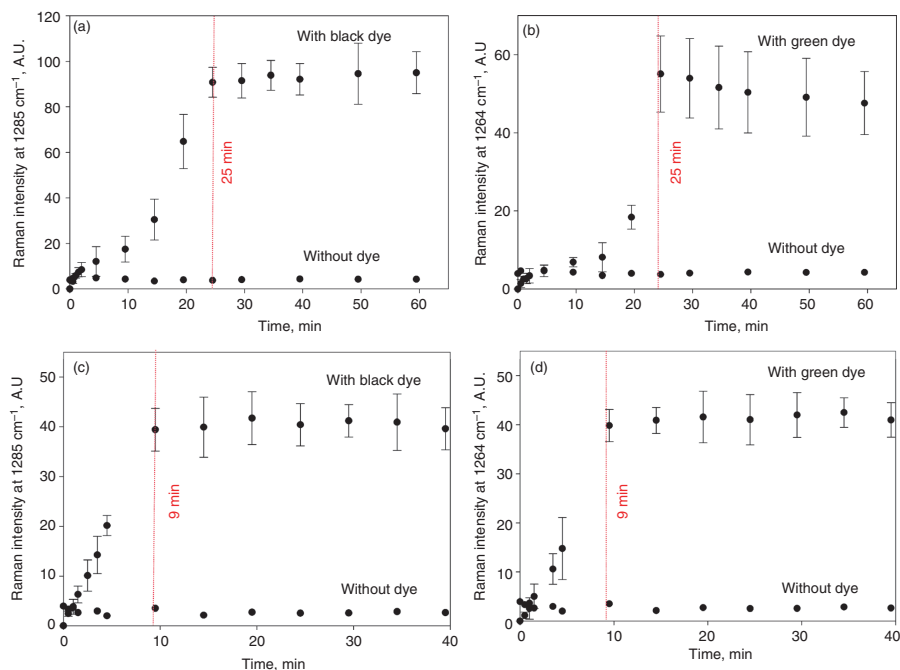 (a)
With black dye
Raman intensity at 1285 cm⁻¹, A.U.
120
100
80
60
40
20
0
25 min
Without dye
0 10 20 30 40 50 60
Time, min
(b)
With green dye
Raman intensity at 1264 cm⁻¹, A.U.
60
40
20
0
25 min
Without dye
0 10 20 30 40 50 60
Time, min
(c)
With black dye
Raman intensity at 1285 cm⁻¹, A.U
50
40
30
20
10
0
9 min
Without dye
0 10 20 30 40
Time, min
(d)
With green dye
Raman intensity at 1264 cm⁻¹, A.U.
50
40
30
20
10
0
9 min
Without dye
0 10 20 30 40
Time, min